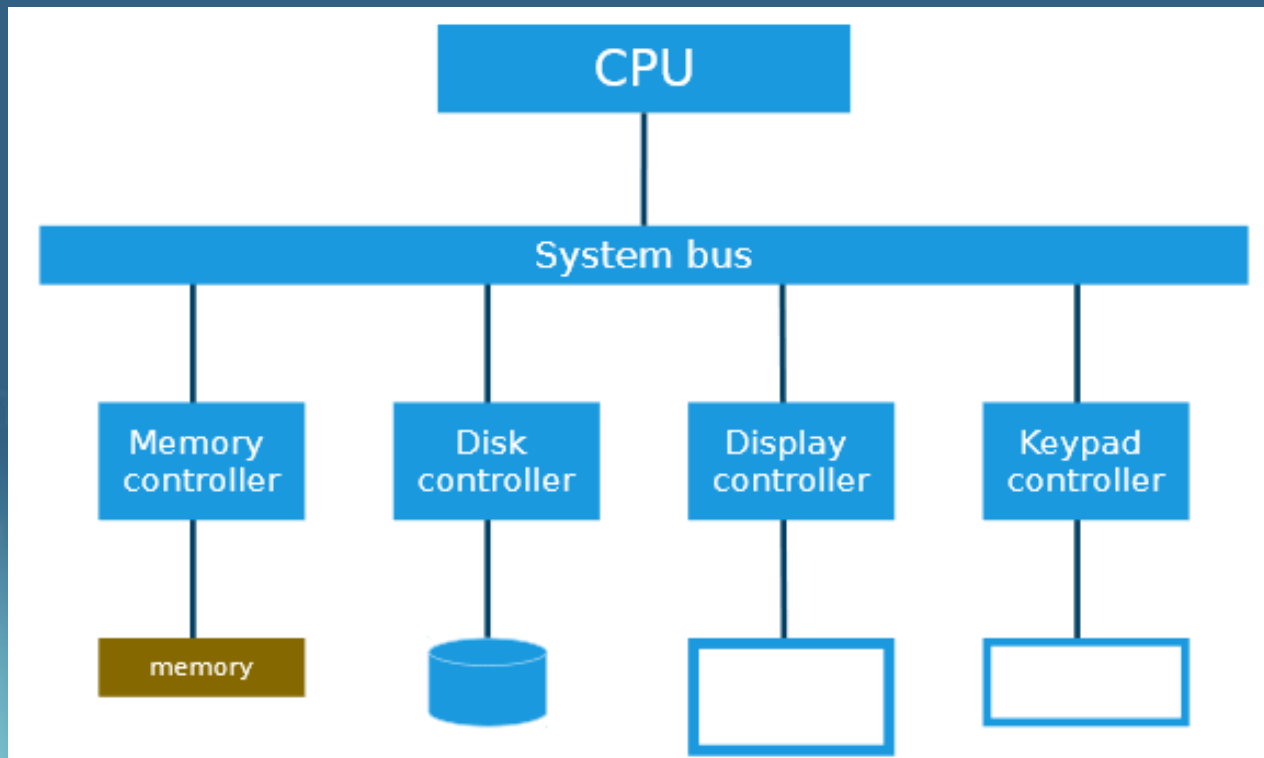 CPU
System bus
Memory
controller
Disk
controller
Display
controller
Keypad
controller
memory